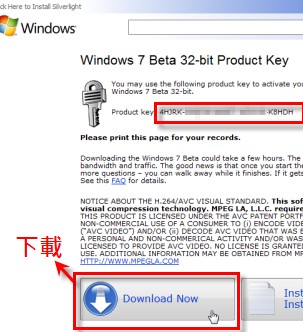 ck Here to Install Silverlight
Windows
Windows 7 Beta 32-bit Product Key
You may use the following product key to activate you
Windows 7 Beta 32-bit.
Product key: 4HJRK- -K8HDH
Please print this page for your records.
Downloading the Windows 7 Beta could take a few hours. The
bandwidth and traffic. The good news is that once you start the
more questions – you can walk away while it finishes. If it gets
See this FAQ for details.
NOTICE ABOUT THE H.264/AVC VISUAL STANDARD. This sof
visual compression technology. MPEG LA, L.L.C. require
THIS PRODUCT IS LICENSED UNDER THE AVC PATENT PORTF
NON-COMMERCIAL USE OF A CONSUMER TO (i) ENCODE VIDE
("AVC VIDEO") AND/OR (ii) DECODE AVC VIDEO THAT WAS E
A PERSONAL AND NON-COMMERICAL ACTIVITY AND/OR WAS
LICENSED TO PROVIDE AVC VIDEO. NO LICENSE IS GRANTE
USE. ADDITIONAL INFORMATION MAY BE OBTAINED FROM MP
HTTP://WWW.MPEGLA.COM
下載
Download Now
Inst
Inst